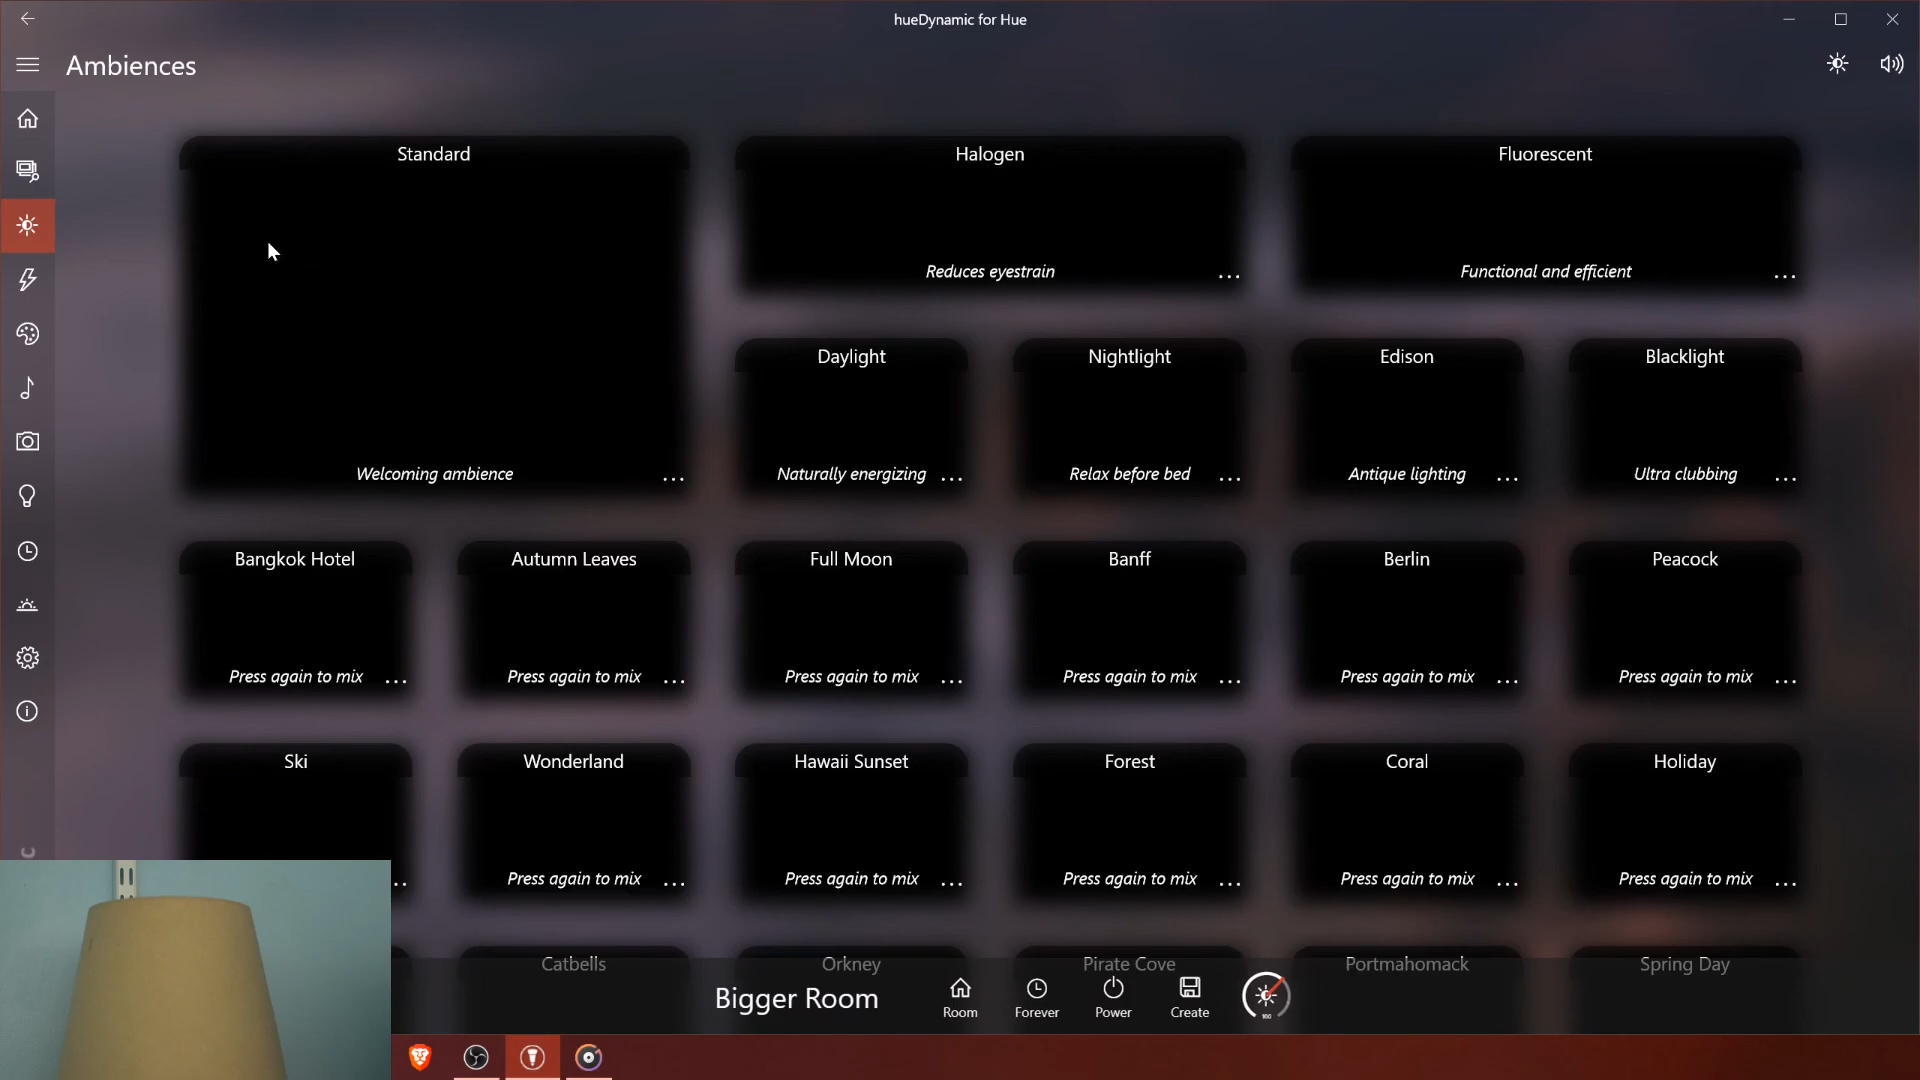 hueDynamic for Hue
Ambiences
Standard
Halogen
Fluorescent
Reduces eyestrain
...
Functional and efficient
...
Daylight
Nightlight
Edison
Blacklight
Welcoming ambience
...
Naturally energizing
...
Relax before bed
...
Antique lighting
...
Ultra clubbing
...
Bangkok Hotel
Autumn Leaves
Full Moon
Banff
Berlin
Peacock
Press again to mix
...
Press again to mix
...
Press again to mix
...
Press again to mix
...
Press again to mix
...
Press again to mix
...
Ski
Wonderland
Hawaii Sunset
Forest
Coral
Holiday
Press again to mix
...
Press again to mix
...
Press again to mix
...
Press again to mix
...
Press again to mix
...
Catbells
Orkney
Pirate Cove
Portmahomack
Spring Day
Bigger Room
Room
Forever
Power
Create
100